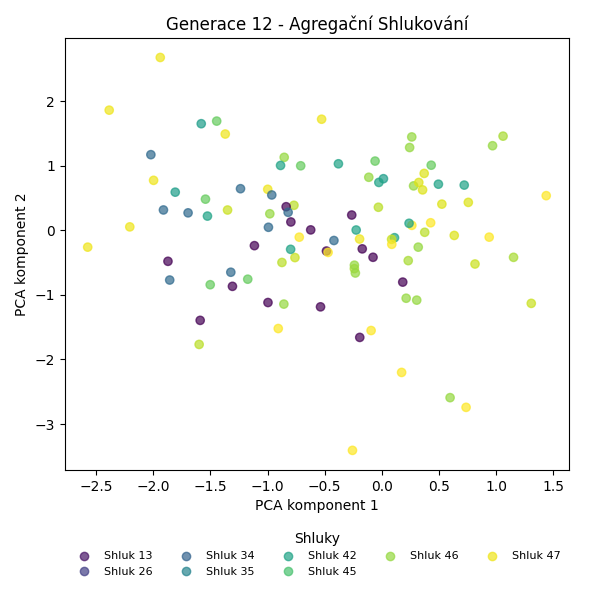 Generace 12 - Agregační Shlukování
PCA komponent 2
2
1
0
−1
−2
−3
−2.5 −2.0 −1.5 −1.0 −0.5 0.0 0.5 1.0 1.5
PCA komponent 1
Shluky
Shluk 13 Shluk 34 Shluk 42 Shluk 46 Shluk 47
Shluk 26 Shluk 35 Shluk 45